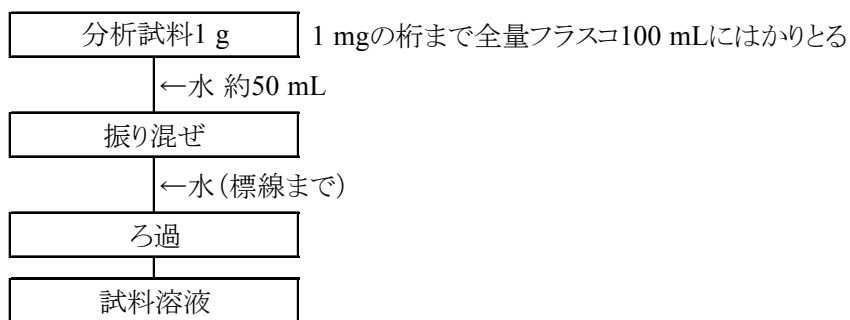 分析試料1 g
1 mgの桁まで全量フラスコ100 mLにはかりとる
←水 約50 mL
振り混ぜ
←水(標線まで)
ろ過
試料溶液